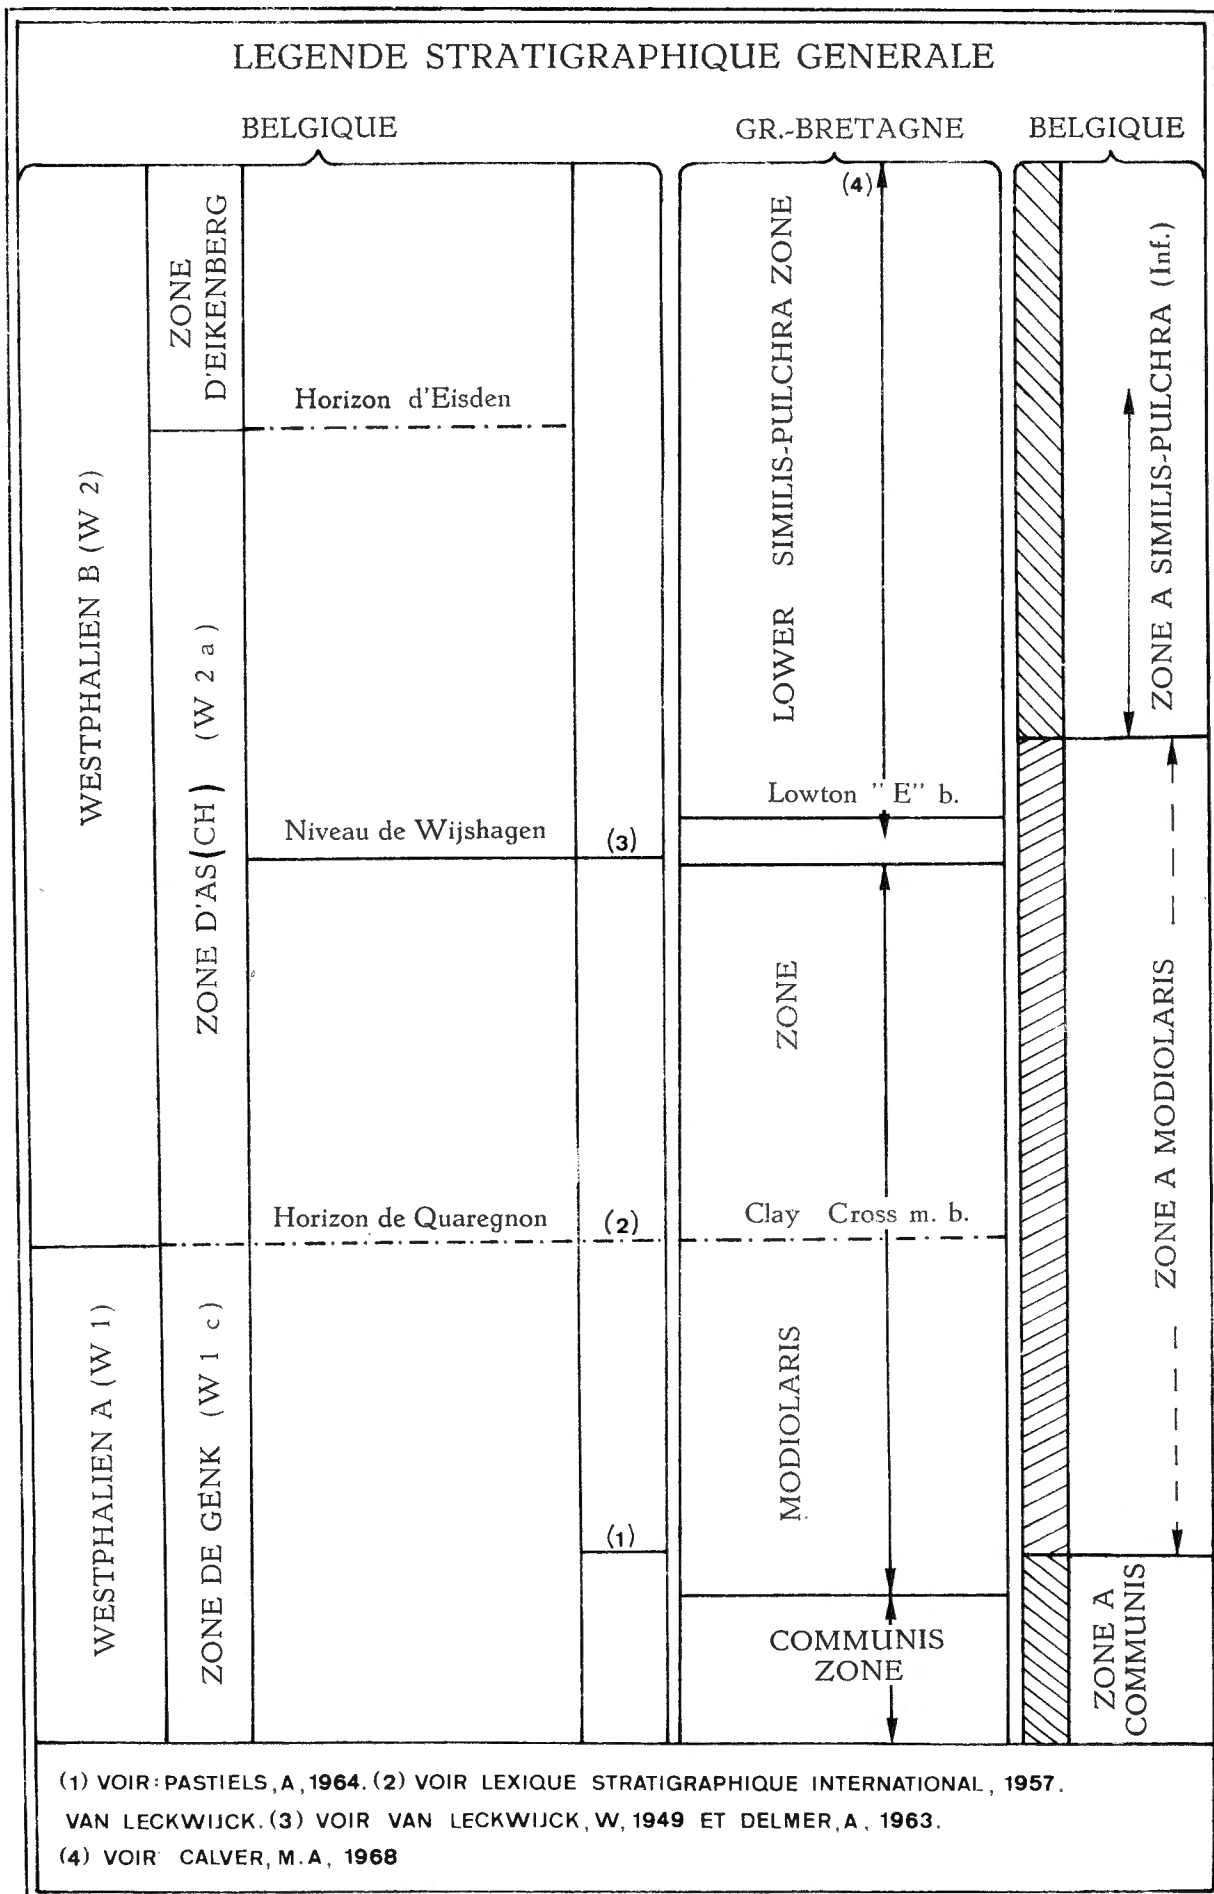 LEGENDE STRATIGRAPHIQUE GENERALE
BELGIQUE
GR.-BRETAGNE
BELGIQUE
WESTPHALIEN B (W 2)
WESTPHALIEN A (W 1)
ZONE
D'EIKENBERG
ZONE D'AS(CH) (W 2 a)
ZONE DE GENK (W 1 c)
Horizon d'Eisden
Niveau de Wijshagen
(3)
Horizon de Quaregnon
(2)
(1)
(4)
LOWER SIMILIS-PULCHRA ZONE
Lowton "E" b.
MODIOLARIS ZONE
Clay Cross m. b.
COMMUNIS
ZONE
ZONE A SIMILIS-PULCHRA (Inf.)
ZONE A MODIOLARIS
ZONE A
COMMUNIS
(1) VOIR: PASTIELS, A, 1964. (2) VOIR LEXIQUE STRATIGRAPHIQUE INTERNATIONAL, 1957.
VAN LECKWIJCK. (3) VOIR VAN LECKWIJCK, W, 1949 ET DELMER, A, 1963.
(4) VOIR CALVER, M.A, 1968